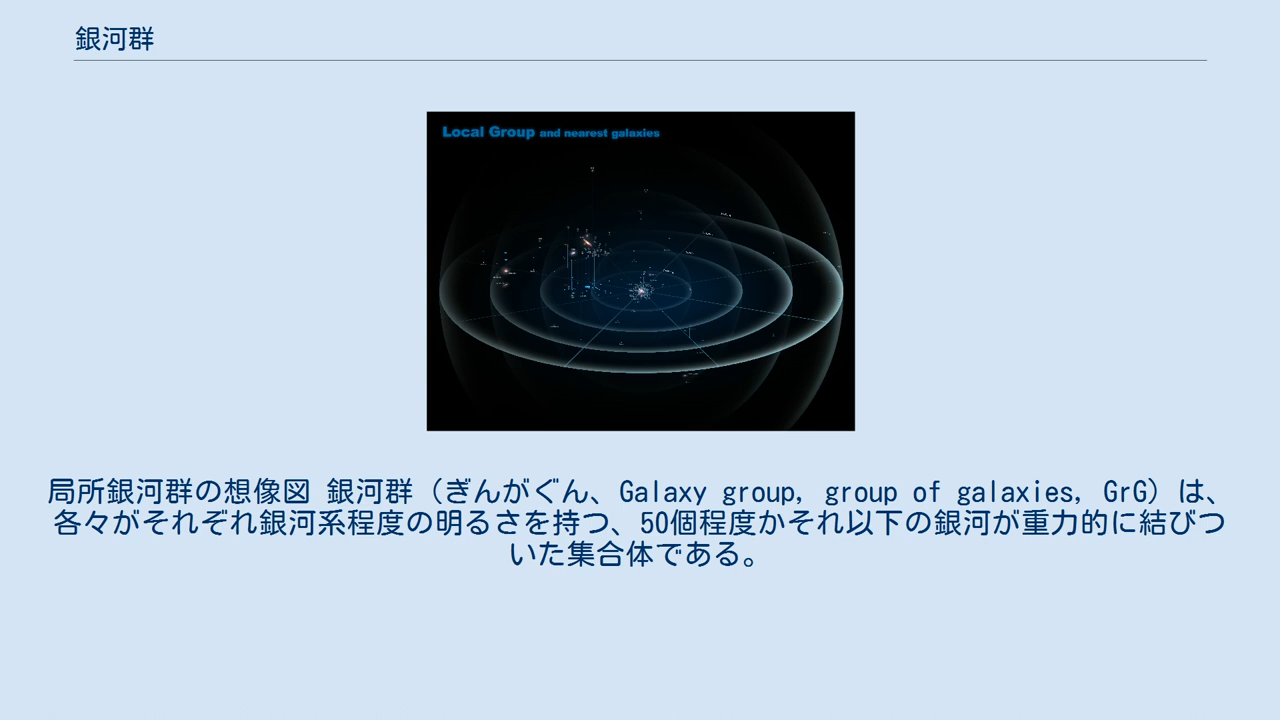 銀河群
Local Group and nearest galaxies
局所銀河群の想像図 銀河群（ぎんがぐん、Galaxy group, group of galaxies, GrG）は、
各々がそれぞれ銀河系程度の明るさを持つ、50個程度かそれ以下の銀河が重力的に結びつ
いた集合体である。